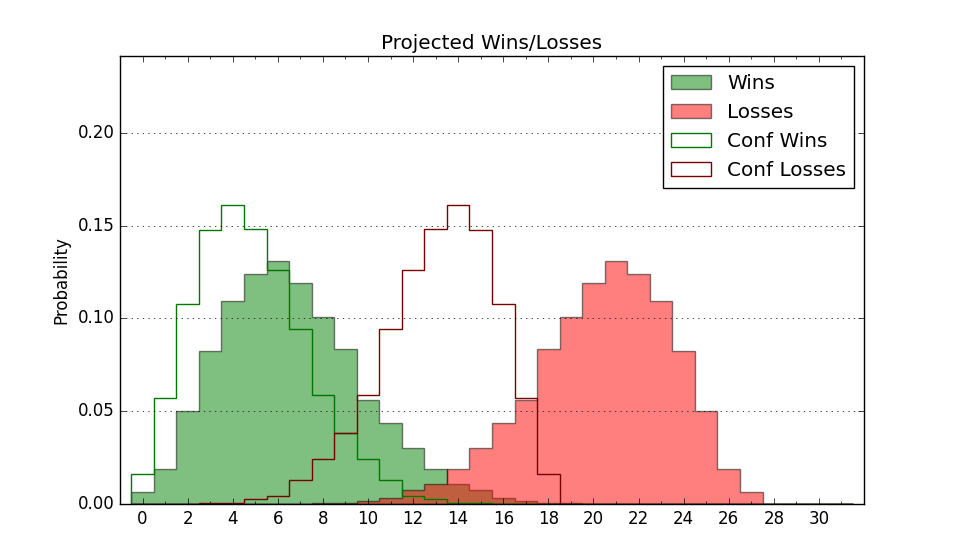 Projected Wins/Losses
Wins
Losses
Conf Wins
Conf Losses
Probability
0.20
0.15
0.10
0.05
0.00
0 2 4 6 8 10 12 14 16 18 20 22 24 26 28 30